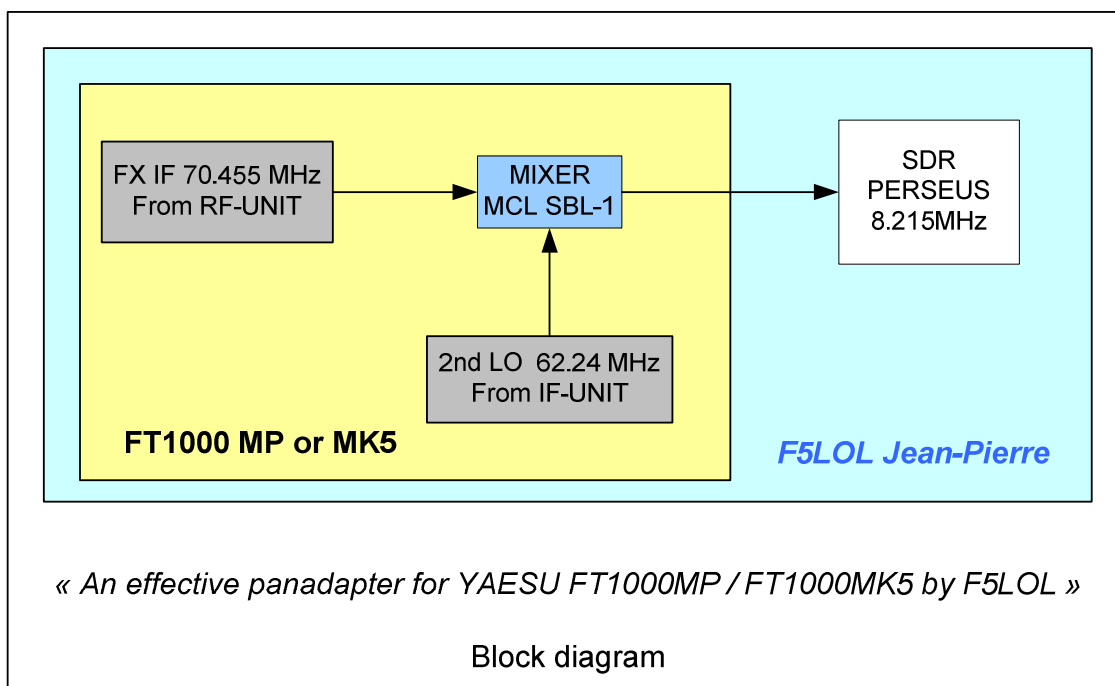 FX IF 70.455 MHz
From RF-UNIT
MIXER
MCL SBL-1
SDR
PERSEUS
8.215MHz
2nd LO  62.24 MHz
From IF-UNIT
FT1000 MP or MK5
F5LOL Jean-Pierre
« An effective panadapter for YAESU FT1000MP / FT1000MK5 by F5LOL »
Block diagram